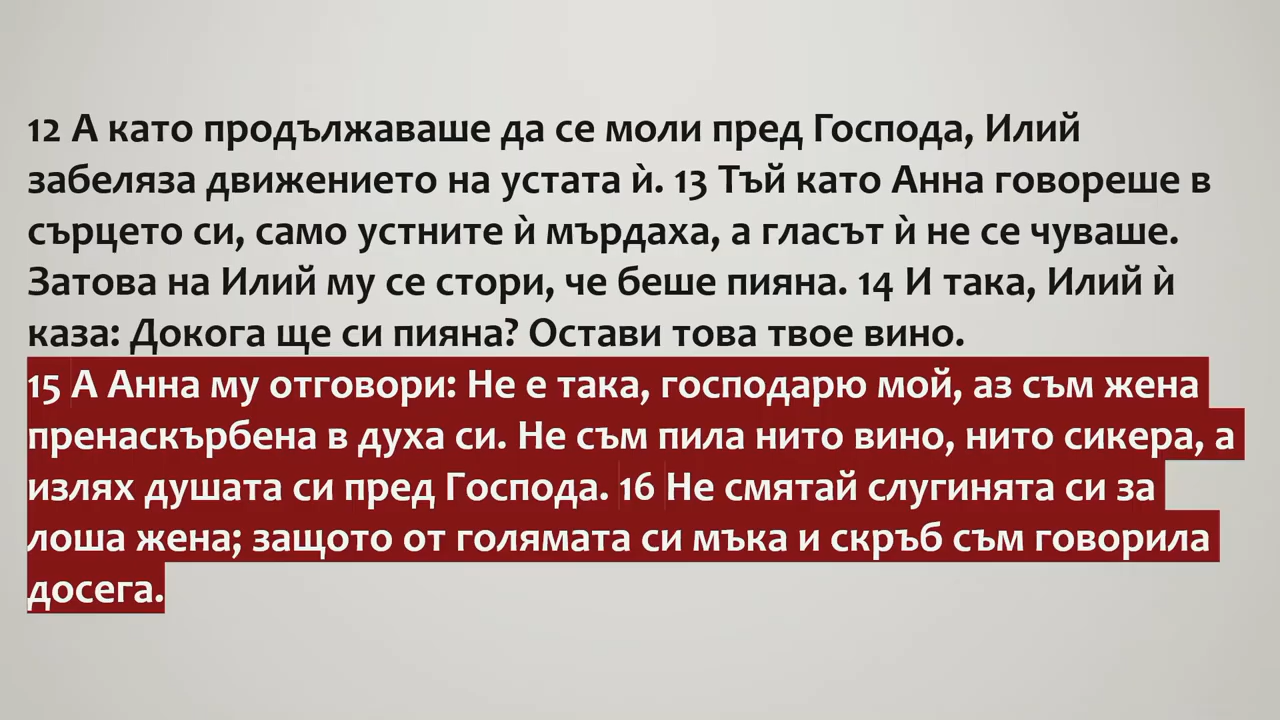 12 А като продължаваше да се моли пред Господа, Илий
забеляза движението на устата ѝ. 13 Тъй като Анна говореше в
сърцето си, само устните ѝ мърдаха, а гласът ѝ не се чуваше.
Затова на Илий му се стори, че беше пияна. 14 И така, Илий ѝ
каза: Докога ще си пияна? Остави това твое вино.
15 А Анна му отговори: Не е така, господарю мой, аз съм жена
пренаскърбена в духа си. Не съм пила нито вино, нито сикера, а
излях душата си пред Господа. 16 Не смятай слугинята си за
лоша жена; защото от голямата си мъка и скръб съм говорила
досега.